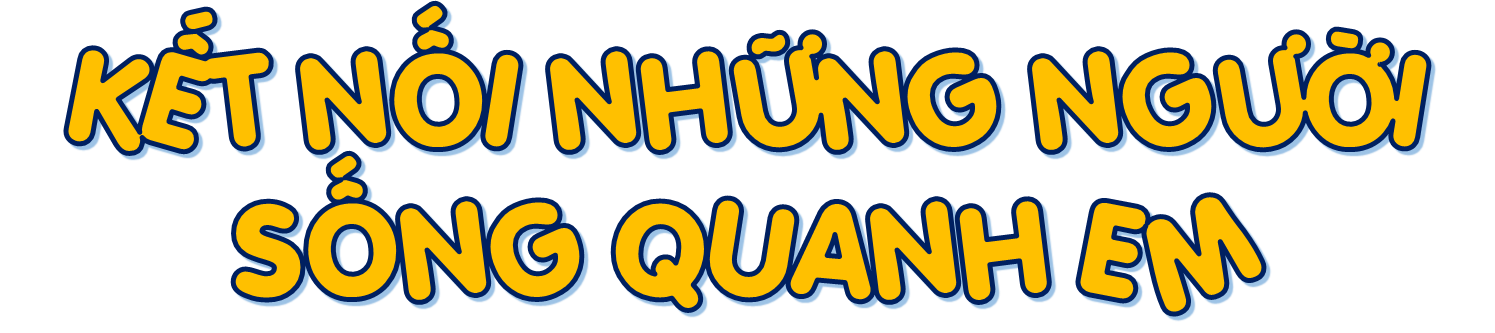 KẾT NỐI NHỮNG NGƯỜI
SỐNG QUANH EM